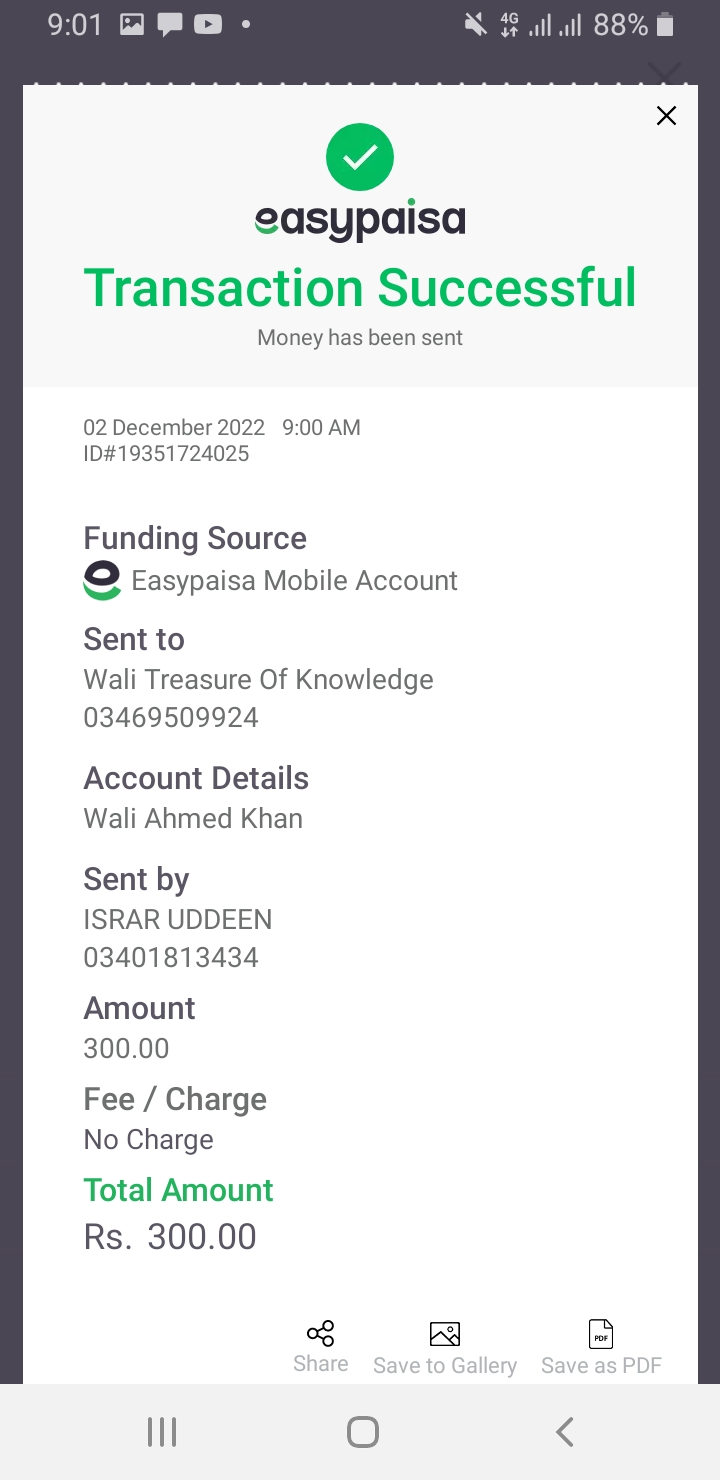 9:01 4G 88%
easypaisa
Transaction Successful
Money has been sent
02 December 2022 9:00 AM
ID#19351724025
Funding Source
Easypaisa Mobile Account
Sent to
Wali Treasure Of Knowledge
03469509924
Account Details
Wali Ahmed Khan
Sent by
ISRAR UDDEEN
03401813434
Amount
300.00
Fee / Charge
No Charge
Total Amount
Rs. 300.00
PDF
Share Save to Gallery Save as PDF